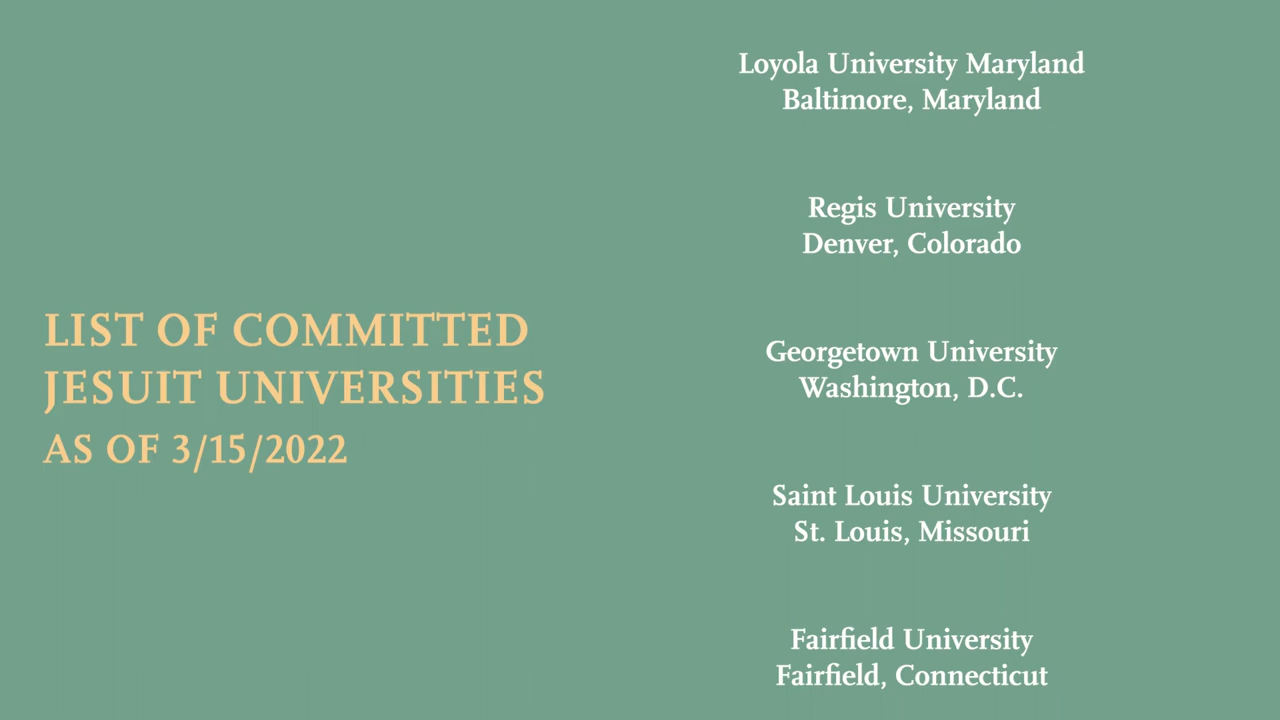 LIST OF COMMITTED
JESUIT UNIVERSITIES
AS OF 3/15/2022
Loyola University Maryland
Baltimore, Maryland
Regis University
Denver, Colorado
Georgetown University
Washington, D.C.
Saint Louis University
St. Louis, Missouri
Fairfield University
Fairfield, Connecticut